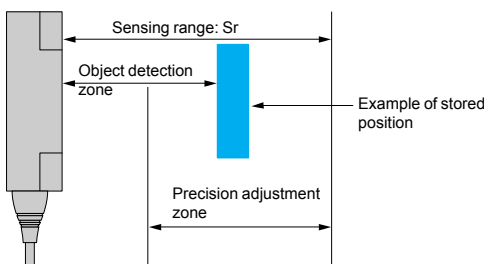 Sensing range: Sr
Object detection
zone
Example of stored
position
Precision adjustment
zone